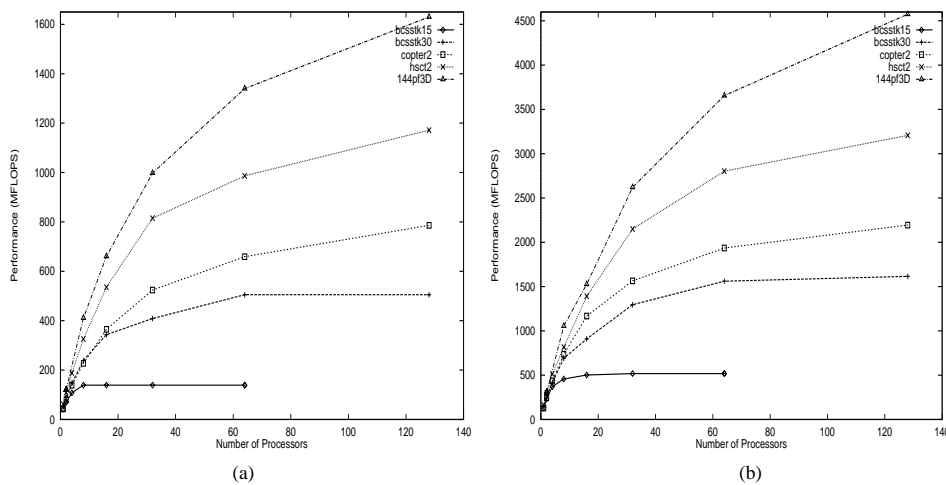 1600
1400
1200
1000
800
600
400
200
0
0
20
40
60
80
100
120
140
Performance (MFLOPS)
Number of Processors
bcsstk15
bcsstk30
copter2
hsct2
144pf3D
(a)
4500
4000
3500
3000
2500
2000
1500
1000
500
0
0
20
40
60
80
100
120
140
Performance (MFLOPS)
Number of Processors
bcsstk15
bcsstk30
copter2
hsct2
144pf3D
(b)